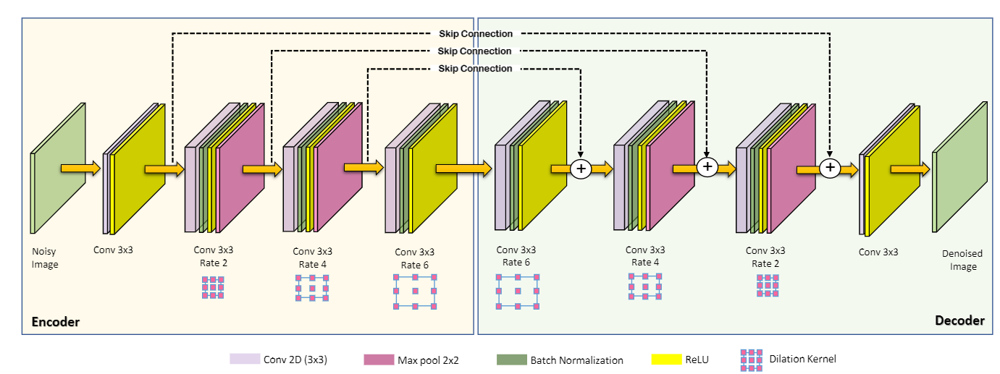 Skip Connection
Skip Connection
Skip Connection
+
+
+
Noisy
Image
Conv 3x3
Conv 3x3
Rate 2
Conv 3x3
Rate 4
Conv 3x3
Rate 6
Conv 3x3
Rate 6
Conv 3x3
Rate 4
Conv 3x3
Rate 2
Conv 3x3
Denoised
Image
Encoder
Decoder
Conv 2D (3x3)
Max pool 2x2
Batch Normalization
ReLU
Dilation Kernel